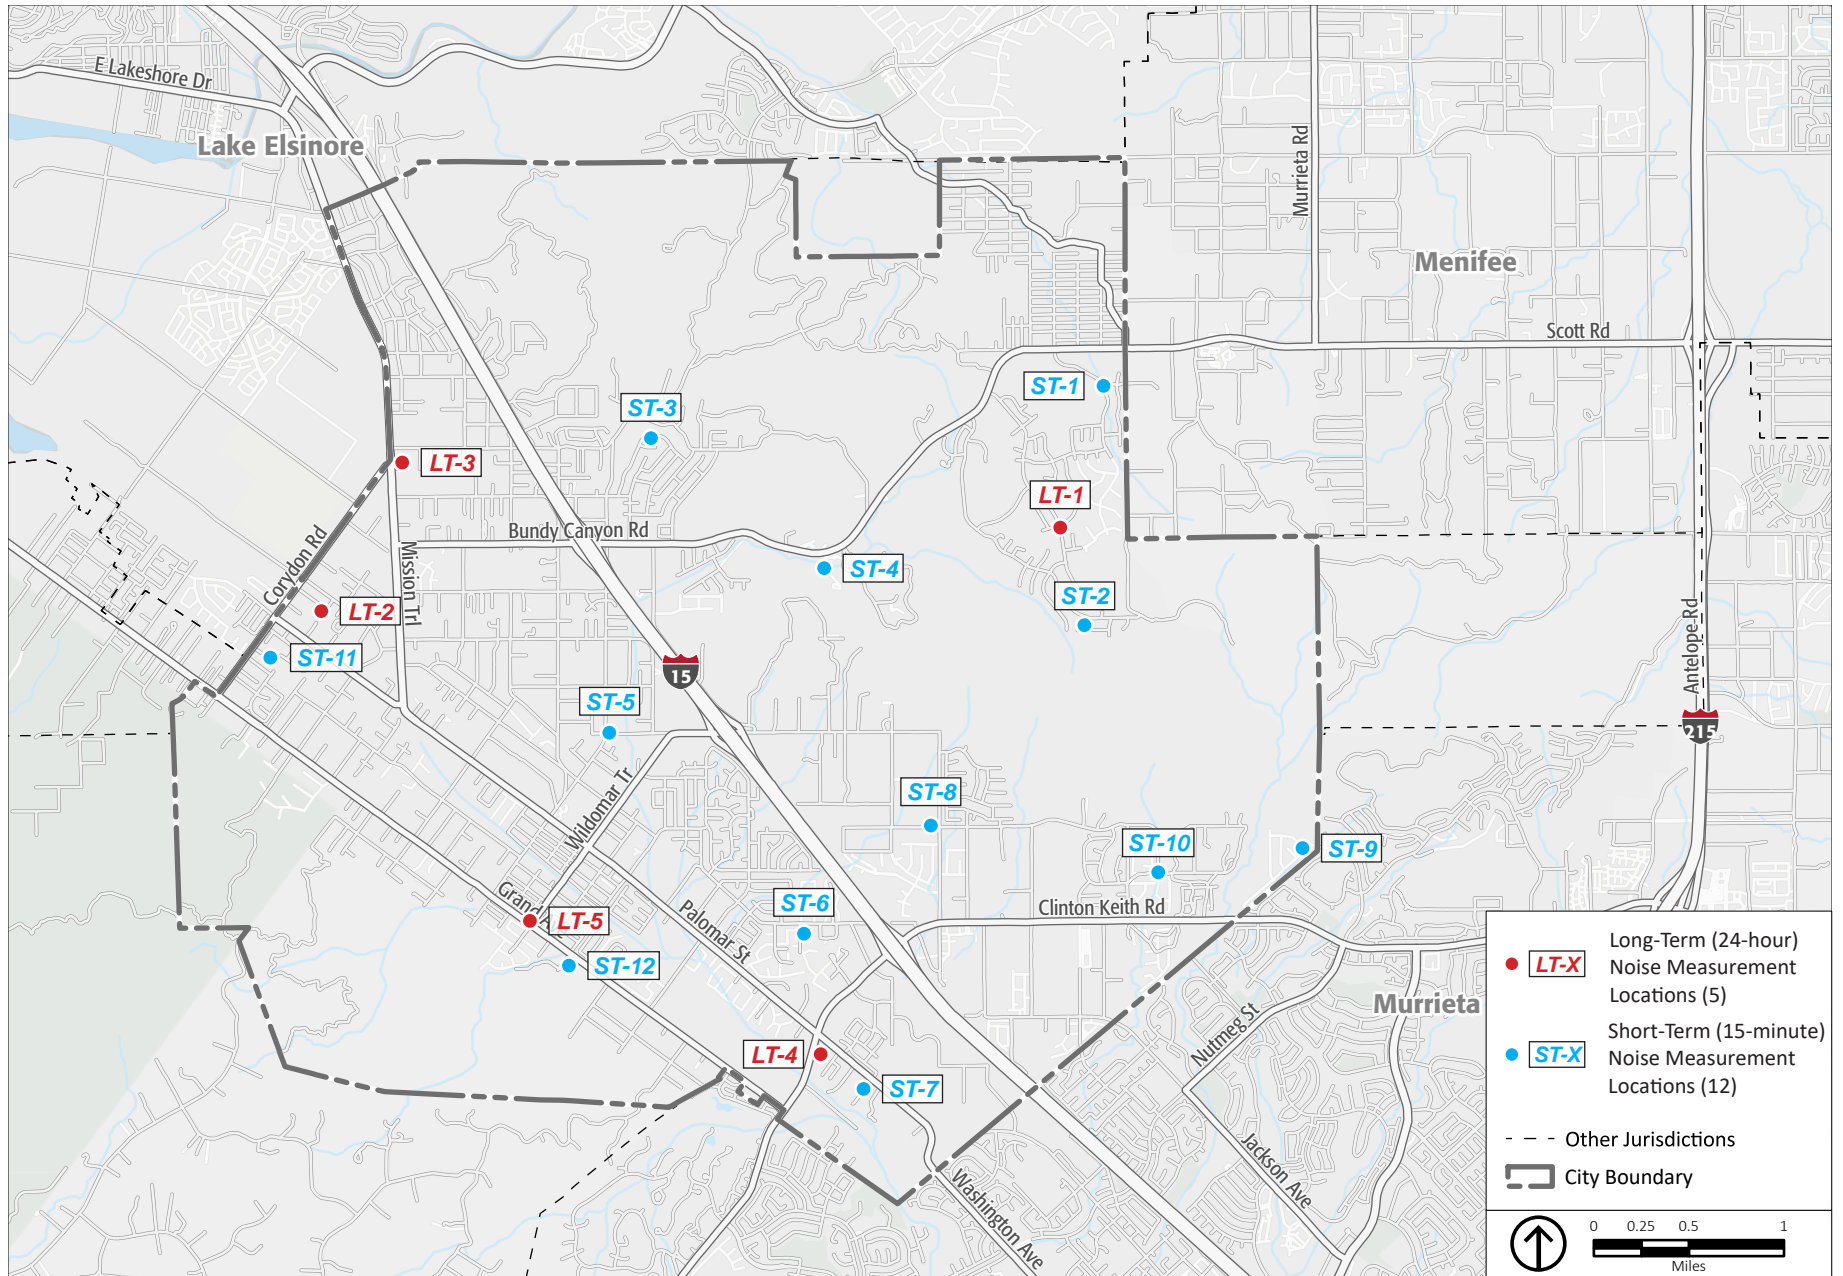 E Lakeshore Dr
Lake Elsinore
Murrieta Rd
Menifee
Scott Rd
ST-1
ST-3
LT-3
LT-1
Bundy Canyon Rd
Corydon Rd
Mission Trl
ST-4
LT-2
ST-2
ST-11
15
Antelope Rd
ST-5
215
Wildomar Tr
ST-8
ST-10
ST-9
Grand
LT-5
Palomar St
ST-6
Clinton Keith Rd
ST-12
LT-4
ST-7
Nutmeg St
Murrieta
Jackson Ave
Washington Ave
LT-X
Long-Term (24-hour)
Noise Measurement
Locations (5)
ST-X
Short-Term (15-minute)
Noise Measurement
Locations (12)
Other Jurisdictions
City Boundary
0 0.25 0.5 1
Miles